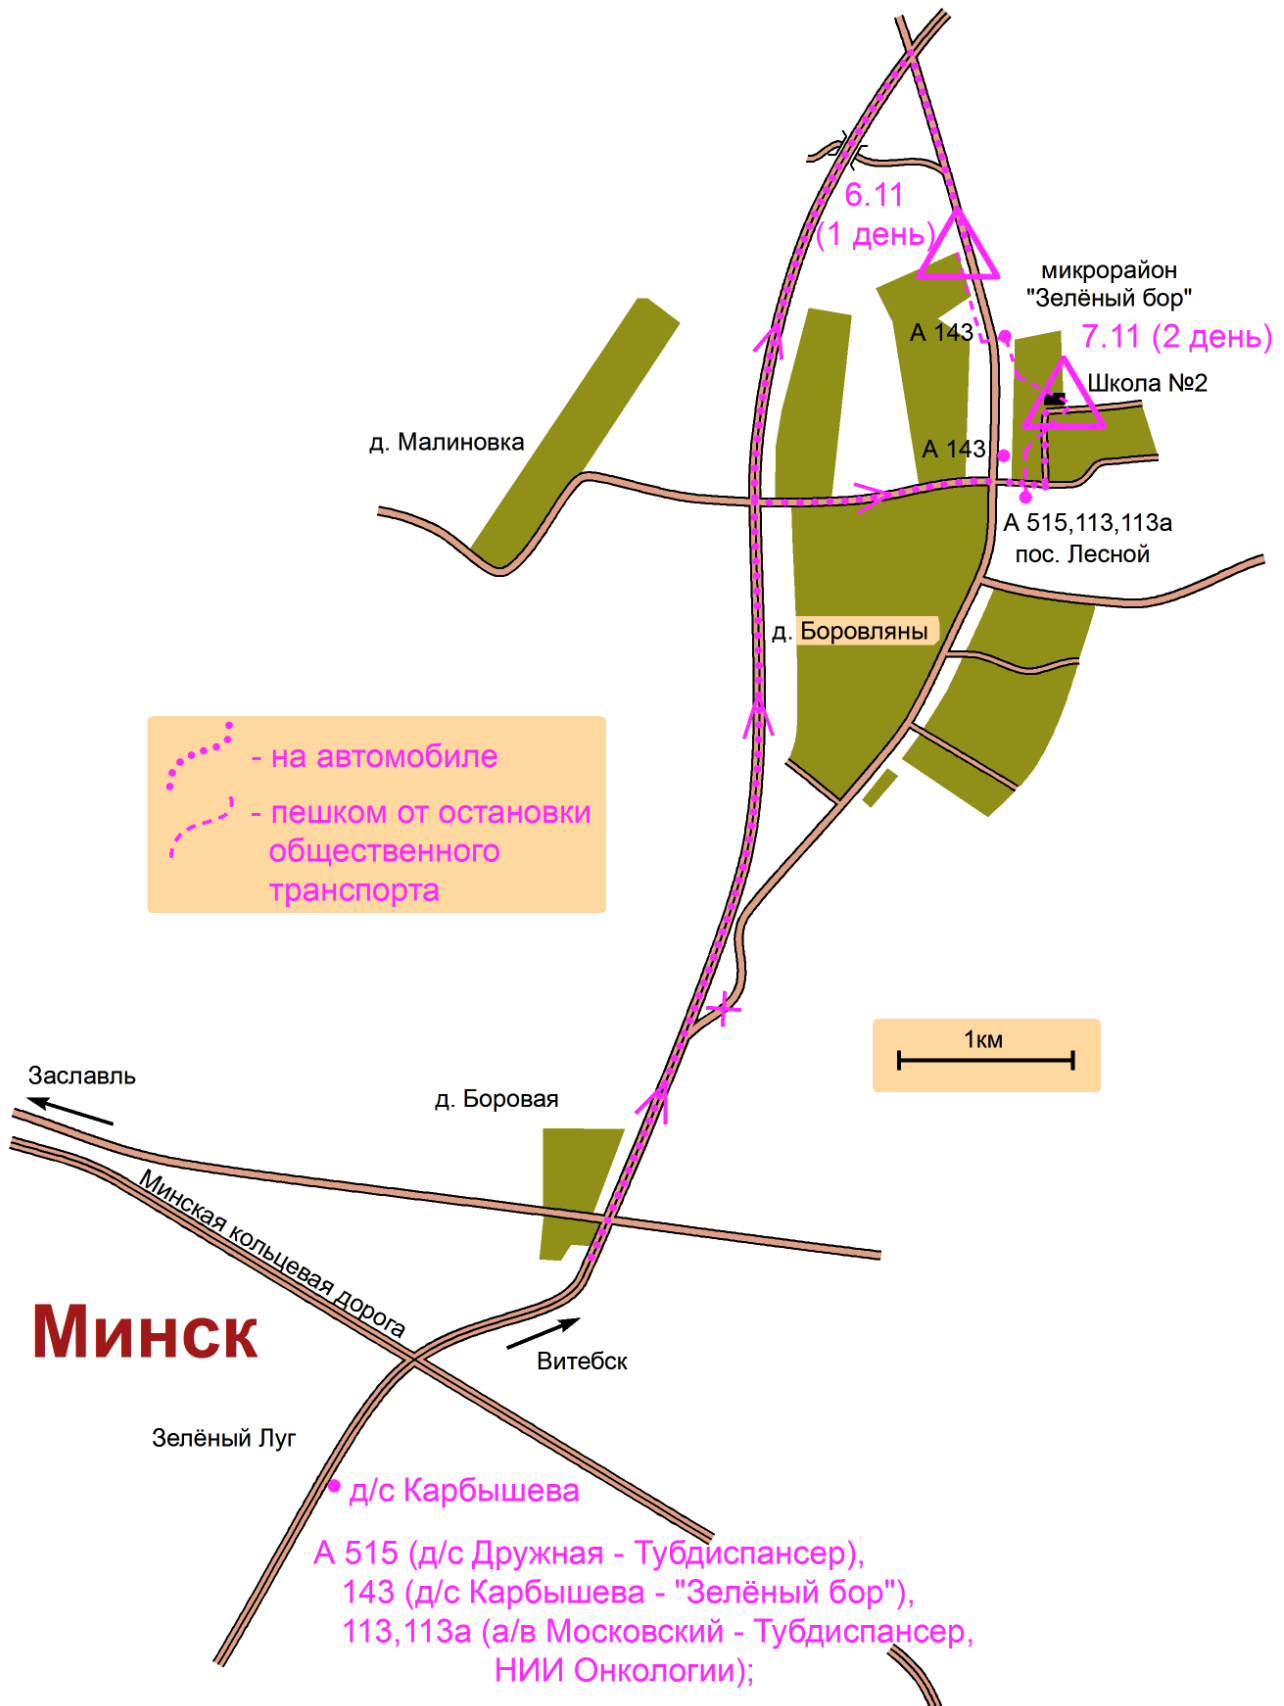 6.11
(1 день)
микрорайон
"Зелёный бор"
А 143
7.11 (2 день)
Школа №2
д. Малиновка
А 143
А 515,113,113а
пос. Лесной
д. Боровляны
- на автомобиле
- пешком от остановки
общественного
транспорта
1км
Заславль
д. Боровая
Минская кольцевая дорога
Минск
Витебск
Зелёный Луг
д/с Карбышева
А 515 (д/с Дружная - Тубдиспансер),
143 (д/с Карбышева - "Зелёный бор"),
113,113а (а/в Московский - Тубдиспансер,
НИИ Онкологии);